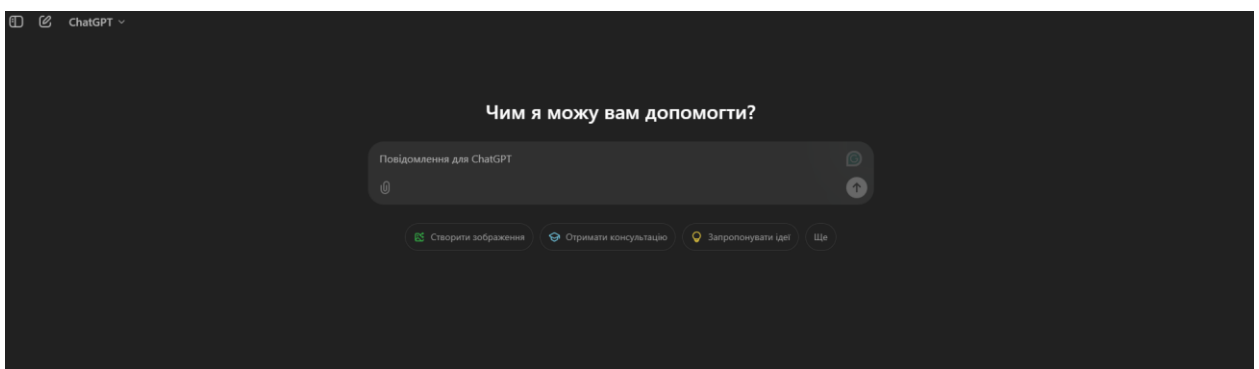 ChatGPT
Чим я можу вам допомогти?
Повідомлення для ChatGPT
Створити зображення Отримати консультацію Запропонувати ідеї Ще